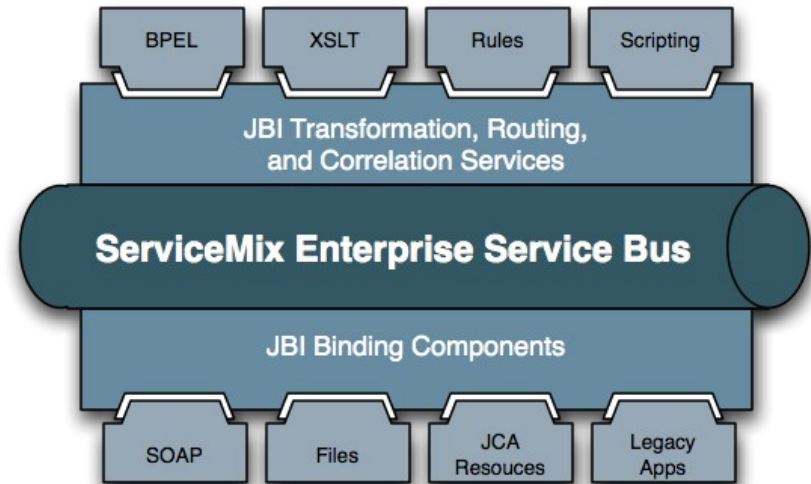 BPEL
XSLT
Rules
Scripting
JBI Transformation, Routing,
and Correlation Services
ServiceMix Enterprise Service Bus
JBI Binding Components
SOAP
Files
JCA
Resouces
Legacy
Apps